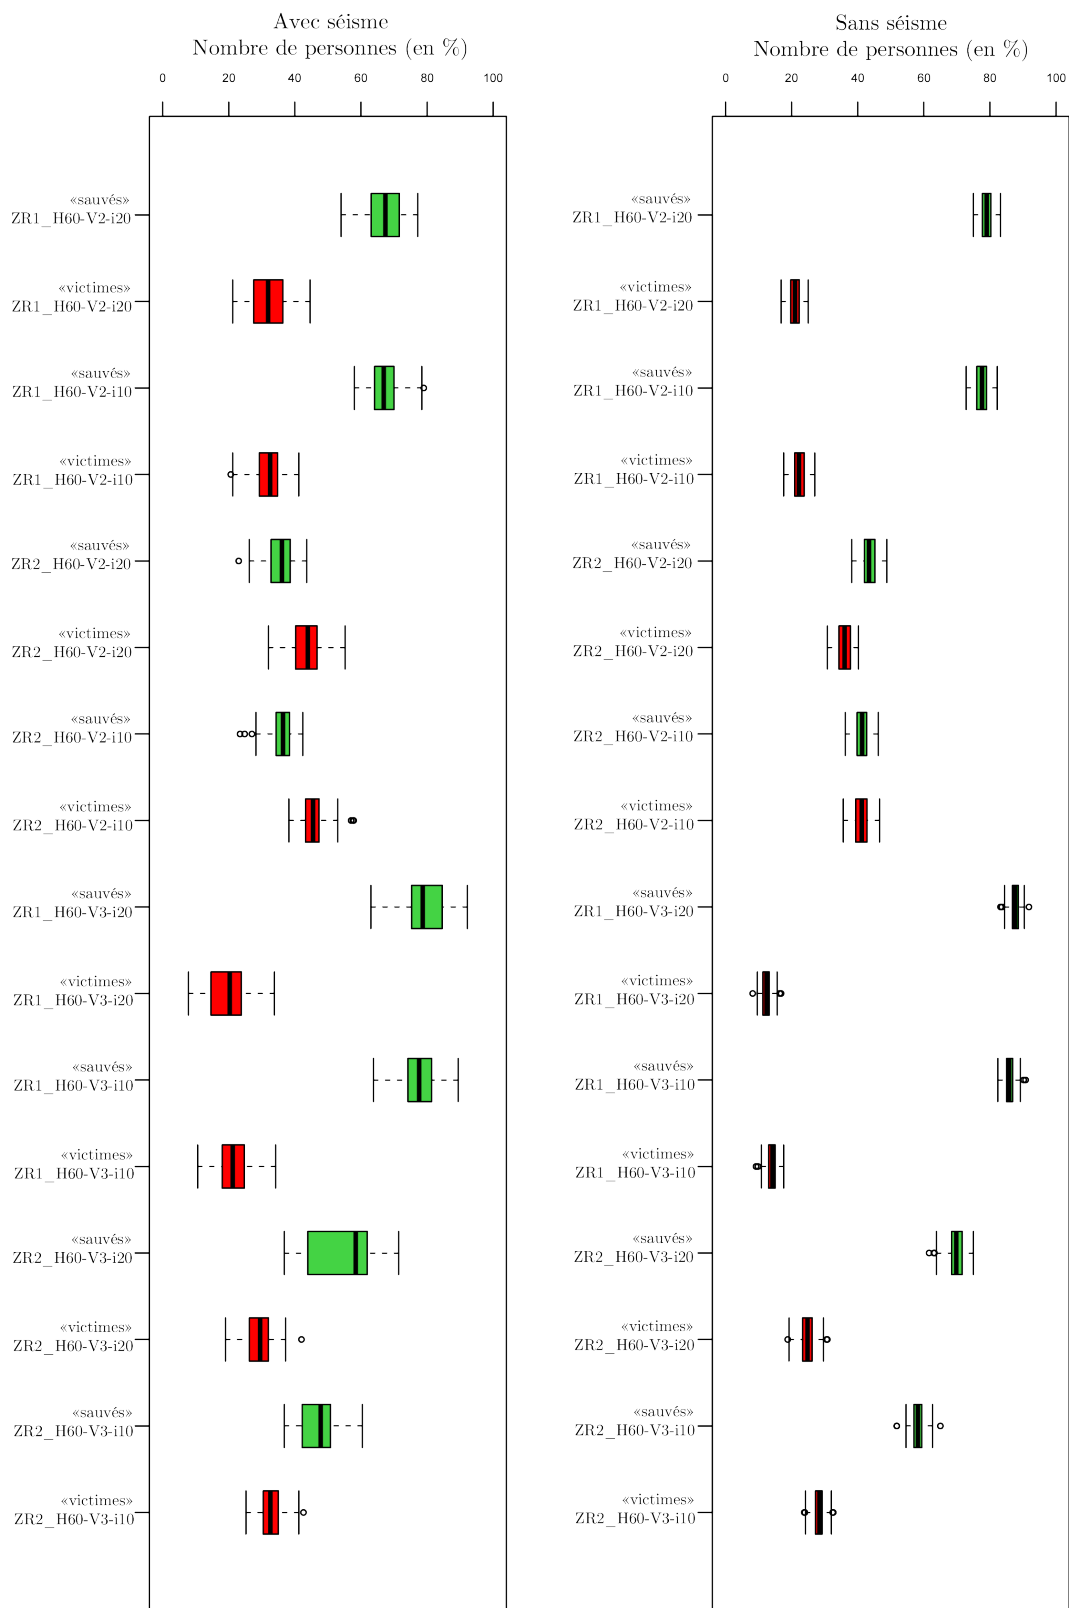 Avec séisme
Nombre de personnes (en %)
0 20 40 60 80 100
«sauvés»
ZR1_H60-V2-i20
«victimes»
ZR1_H60-V2-i20
«sauvés»
ZR1_H60-V2-i10
«victimes»
ZR1_H60-V2-i10
«sauvés»
ZR2_H60-V2-i20
«victimes»
ZR2_H60-V2-i20
«sauvés»
ZR2_H60-V2-i10
«victimes»
ZR2_H60-V2-i10
«sauvés»
ZR1_H60-V3-i20
«victimes»
ZR1_H60-V3-i20
«sauvés»
ZR1_H60-V3-i10
«victimes»
ZR1_H60-V3-i10
«sauvés»
ZR2_H60-V3-i20
«victimes»
ZR2_H60-V3-i20
«sauvés»
ZR2_H60-V3-i10
«victimes»
ZR2_H60-V3-i10
Sans séisme
Nombre de personnes (en %)
0 20 40 60 80 100
«sauvés»
ZR1_H60-V2-i20
«victimes»
ZR1_H60-V2-i20
«sauvés»
ZR1_H60-V2-i10
«victimes»
ZR1_H60-V2-i10
«sauvés»
ZR2_H60-V2-i20
«victimes»
ZR2_H60-V2-i20
«sauvés»
ZR2_H60-V2-i10
«victimes»
ZR2_H60-V2-i10
«sauvés»
ZR1_H60-V3-i20
«victimes»
ZR1_H60-V3-i20
«sauvés»
ZR1_H60-V3-i10
«victimes»
ZR1_H60-V3-i10
«sauvés»
ZR2_H60-V3-i20
«victimes»
ZR2_H60-V3-i20
«sauvés»
ZR2_H60-V3-i10
«victimes»
ZR2_H60-V3-i10